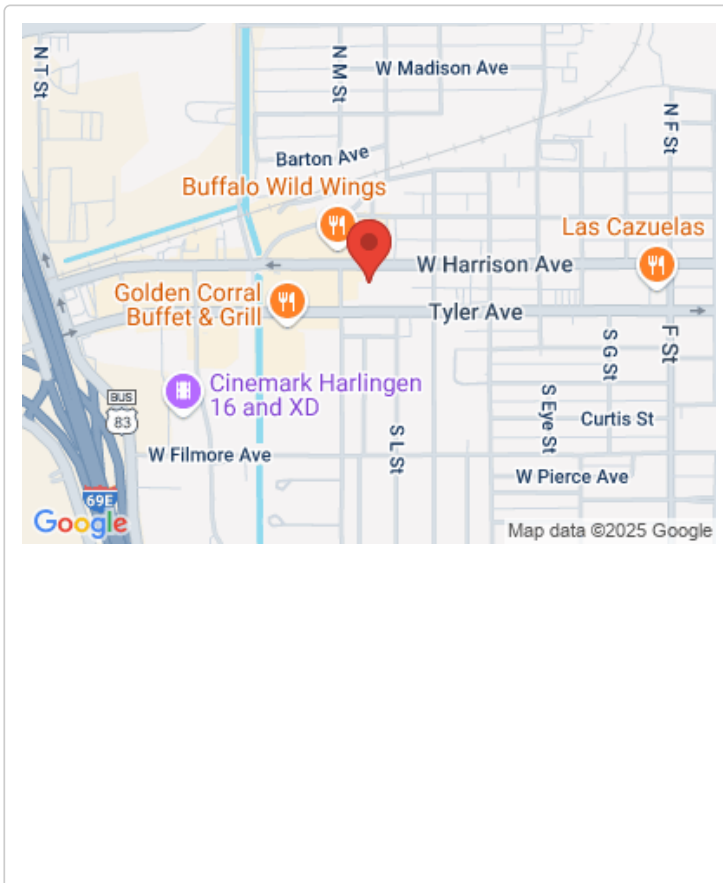 N T St
N M St
W Madison Ave
N F St
Barton Ave
Buffalo Wild Wings
Las Cazuelas
W Harrison Ave
Golden Corral
Buffet & Grill
Tyler Ave
S G St
F St
Cinemark Harlingen
16 and XD
BUS
83
S Eye St
Curtis St
S L St
W Filmore Ave
W Pierce Ave
69E
Google
Map data ©2025 Google